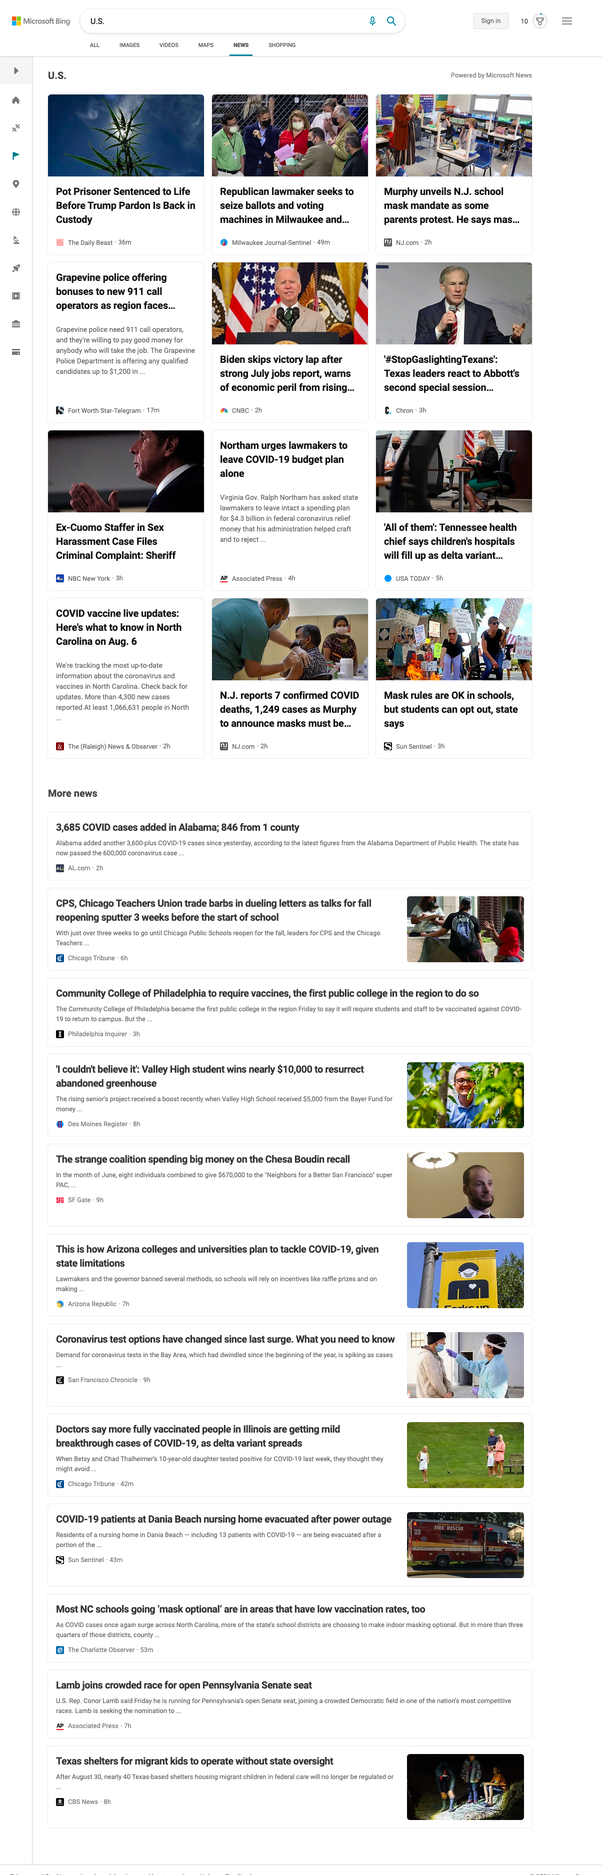 Microsoft Bing
U.S.
Sign in
10
ALL
IMAGES
VIDEOS
MAPS
NEWS
SHOPPING
U.S.
Powered by Microsoft News
Pot Prisoner Sentenced to Life
Before Trump Pardon Is Back in
Custody
The Daily Beast · 36m
Republican lawmaker seeks to
seize ballots and voting
machines in Milwaukee and...
Milwaukee Journal-Sentinel · 49m
Murphy unveils N.J. school
mask mandate as some
parents protest. He says mas...
NJ.com · 2h
Grapevine police offering
bonuses to new 911 call
operators as region faces...
Grapevine police need 911 call operators,
and they're willing to pay good money for
anybody who will take the job. The Grapevine
Police Department is offering any qualified
candidates up to $1,200 in ...
Fort Worth Star-Telegram · 17m
Biden skips victory lap after
strong July jobs report, warns
of economic peril from rising...
CNBC · 2h
'#StopGaslightingTexans':
Texas leaders react to Abbott's
second special session...
Chron · 3h
Ex-Cuomo Staffer in Sex
Harassment Case Files
Criminal Complaint: Sheriff
NBC New York · 3h
Northam urges lawmakers to
leave COVID-19 budget plan
alone
Virginia Gov. Ralph Northam has asked state
lawmakers to leave intact a spending plan
for $4.3 billion in federal coronavirus relief
money that his administration helped craft
and to reject ...
AP
Associated Press · 4h
'All of them': Tennessee health
chief says children's hospitals
will fill up as delta variant...
USA TODAY · 5h
COVID vaccine live updates:
Here's what to know in North
Carolina on Aug. 6
We're tracking the most up-to-date
information about the coronavirus and
vaccines in North Carolina. Check back for
updates. More than 4,300 new cases
reported At least 1,066,631 people in North
...
The (Raleigh) News & Observer · 2h
N.J. reports 7 confirmed COVID
deaths, 1,249 cases as Murphy
to announce masks must be...
NJ.com · 2h
Mask rules are OK in schools,
but students can opt out, state
says
Sun Sentinel · 3h
More news
3,685 COVID cases added in Alabama; 846 from 1 county
Alabama added another 3,600-plus COVID-19 cases since yesterday, according to the latest figures from the Alabama Department of Public Health. The state has
now passed the 600,000 coronavirus case ...
AL.com · 2h
CPS, Chicago Teachers Union trade barbs in dueling letters as talks for fall
reopening sputter 3 weeks before the start of school
With just over three weeks to go until Chicago Public Schools reopen for the fall, leaders for CPS and the Chicago
Teachers ...
Chicago Tribune · 6h
Community College of Philadelphia to require vaccines, the first public college in the region to do so
The Community College of Philadelphia became the first public college in the region Friday to say it will require students and staff to be vaccinated against COVID-
19 to return to campus. But the ...
Philadelphia Inquirer · 3h
'I couldn't believe it': Valley High student wins nearly $10,000 to resurrect
abandoned greenhouse
The rising senior's project received a boost recently when Valley High School received $5,000 from the Bayer Fund for
money ...
Des Moines Register · 8h
The strange coalition spending big money on the Chesa Boudin recall
In the month of June, eight individuals combined to give $670,000 to the "Neighbors for a Better San Francisco" super
PAC, ...
SF Gate · 9h
This is how Arizona colleges and universities plan to tackle COVID-19, given
state limitations
Lawmakers and the governor banned several methods, so schools will rely on incentives like raffle prizes and on
making ...
Arizona Republic · 7h
Coronavirus test options have changed since last surge. What you need to know
Demand for coronavirus tests in the Bay Area, which had dwindled since the beginning of the year, is spiking as cases
...
San Francisco Chronicle · 9h
Doctors say more fully vaccinated people in Illinois are getting mild
breakthrough cases of COVID-19, as delta variant spreads
When Betsy and Chad Thalheimer's 10-year-old daughter tested positive for COVID-19 last week, they thought they
might avoid ...
Chicago Tribune · 42m
COVID-19 patients at Dania Beach nursing home evacuated after power outage
FIRE RESCUE
Residents of a nursing home in Dania Beach — including 13 patients with COVID-19 — are being evacuated after a
portion of the ...
Sun Sentinel · 43m
Most NC schools going 'mask optional' are in areas that have low vaccination rates, too
As COVID cases once again surge across North Carolina, more of the state's school districts are choosing to make indoor masking optional. But in more than three
quarters of those districts, county ...
The Charlotte Observer · 53m
Lamb joins crowded race for open Pennsylvania Senate seat
U.S. Rep. Conor Lamb said Friday he is running for Pennsylvania's open Senate seat, joining a crowded Democratic field in one of the nation's most competitive
races. Lamb is seeking the nomination to ...
AP
Associated Press · 7h
Texas shelters for migrant kids to operate without state oversight
After August 30, nearly 40 Texas-based shelters housing migrant children in federal care will no longer be regulated or
...
CBS News · 8h